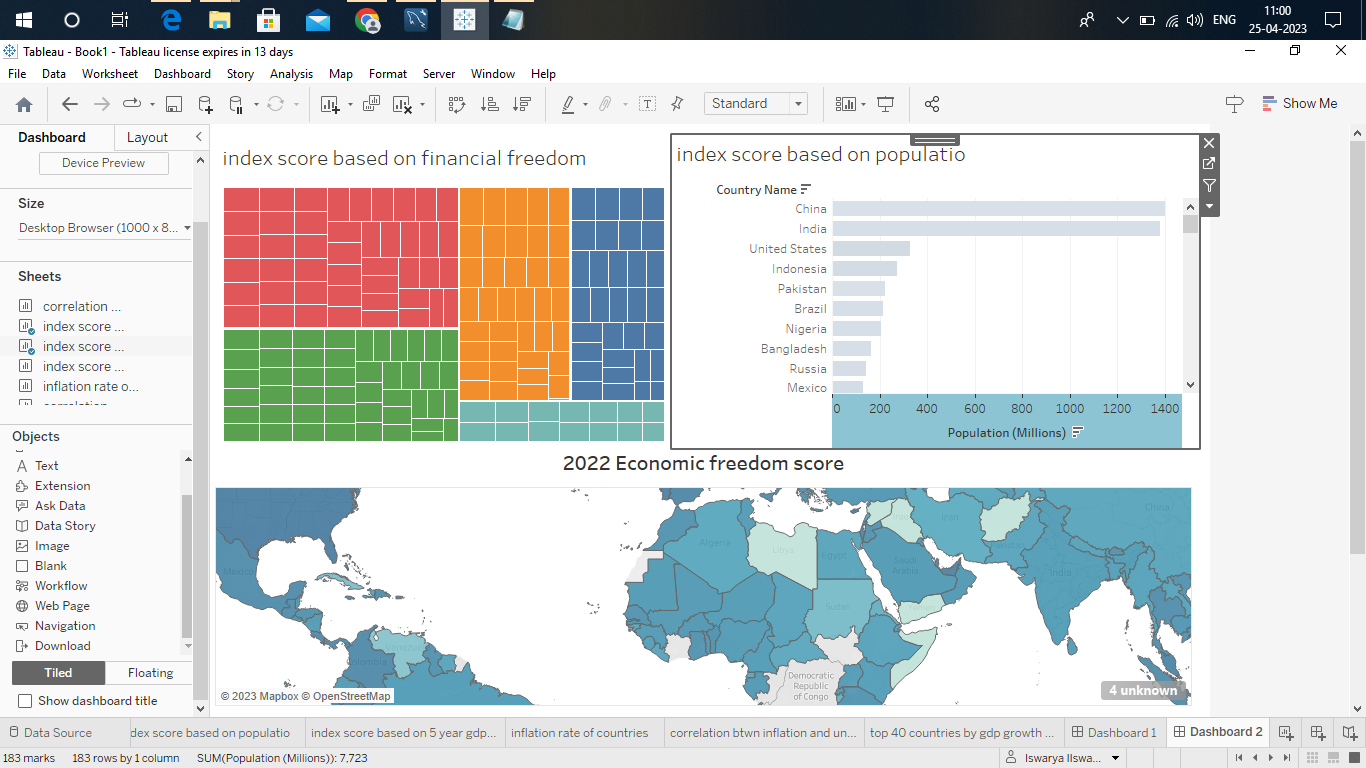 11:00
ENG
25-04-2023
Tableau - Book1 - Tableau license expires in 13 days
File Data Worksheet Dashboard Story Analysis Map Format Server Window Help
Standard
Show Me
Dashboard Layout
Device Preview
Size
Desktop Browser (1000 x 8...
Sheets
correlation ...
index score ...
index score ...
index score ...
inflation rate o...
Objects
Text
Extension
Ask Data
Data Story
Image
Blank
Workflow
Web Page
Navigation
Download
Tiled Floating
Show dashboard title
index score based on financial freedom
index score based on populatio
Country Name
China
India
United States
Indonesia
Pakistan
Brazil
Nigeria
Bangladesh
Russia
Mexico
0 200 400 600 800 1000 1200 1400
Population (Millions)
2022 Economic freedom score
China
Iran
Algeria
Libya
Egypt
Saudi
Arabia
India
Mexico
Sudan
Colombia
Democratic
Republic
of Congo
© 2023 Mapbox © OpenStreetMap
4 unknown
Data Source
dex score based on populatio
index score based on 5 year gdp...
inflation rate of countries
correlation btwn inflation and un...
top 40 countries by gdp growth ...
Dashboard 1
Dashboard 2
183 marks 183 rows by 1 column SUM(Population (Millions)): 7,723
Iswarya IIswa...